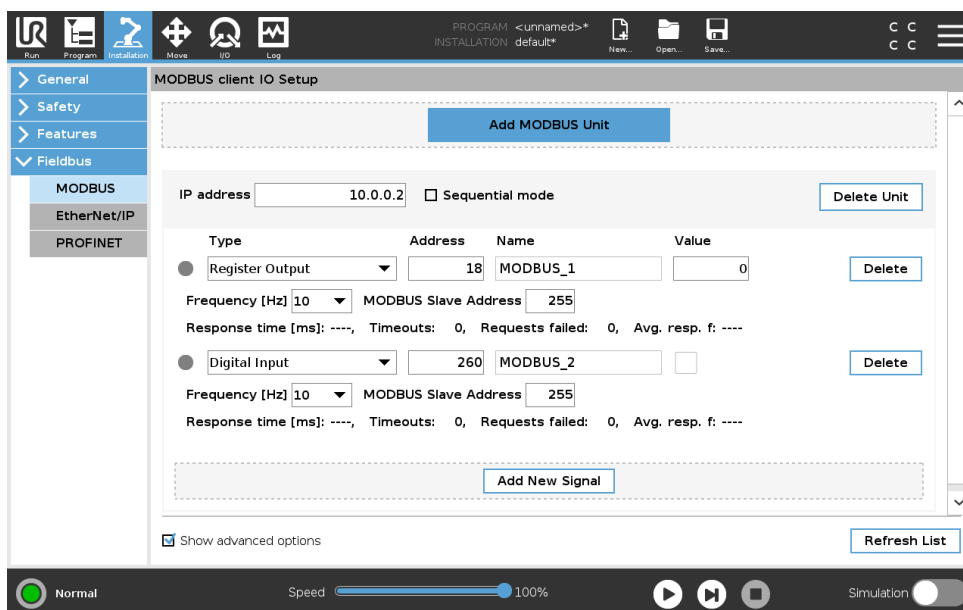 PROGRAM <unnamed>*
INSTALLATION default*
New... Open... Save...
C C
C C
UR
Run Program Installation Move I/O Log
General
Safety
Features
Fieldbus
MODBUS
EtherNet/IP
PROFINET
MODBUS client IO Setup
Add MODBUS Unit
IP address 10.0.0.2 Sequential mode Delete Unit
Type Address Name Value
Register Output 18 MODBUS_1 0 Delete
Frequency [Hz] 10 MODBUS Slave Address 255
Response time [ms]: ----, Timeouts: 0, Requests failed: 0, Avg. resp. f: ----
Digital Input 260 MODBUS_2 Delete
Frequency [Hz] 10 MODBUS Slave Address 255
Response time [ms]: ----, Timeouts: 0, Requests failed: 0, Avg. resp. f: ----
Add New Signal
Show advanced options Refresh List
Normal Speed 100% Simulation